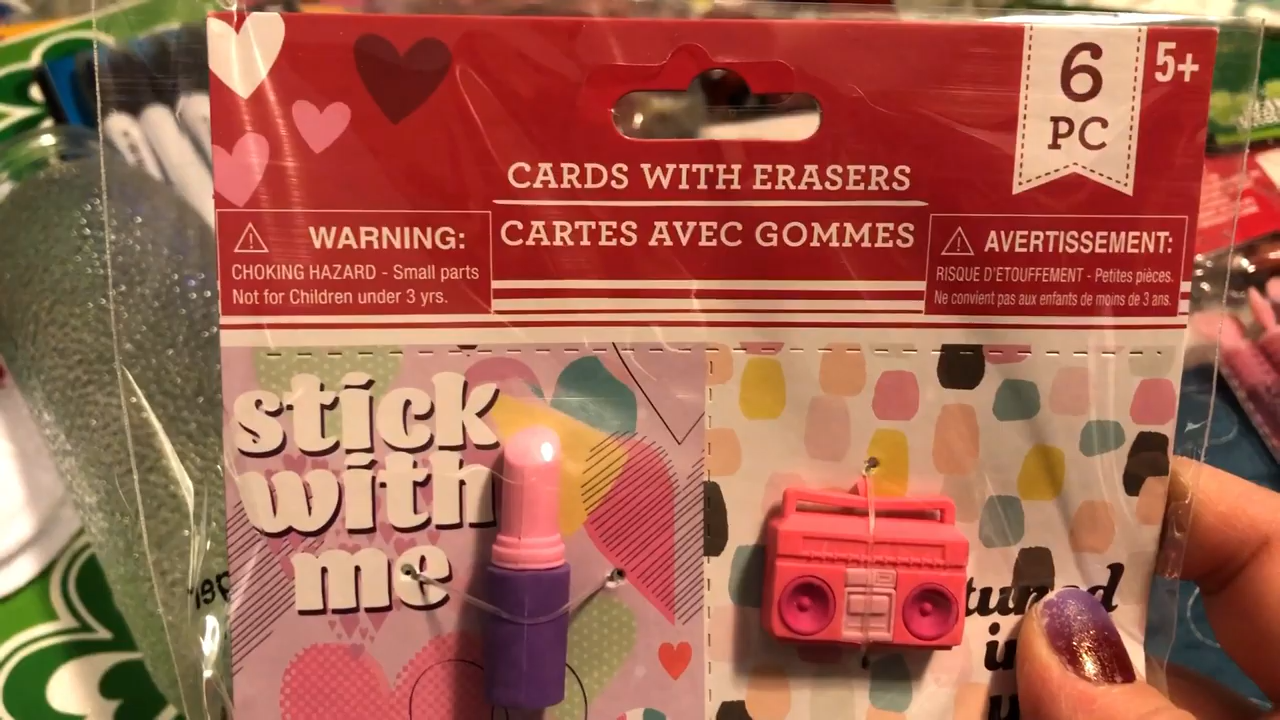 6
PC
5+
CARDS WITH ERASERS
CARTES AVEC GOMMES
WARNING:
CHOKING HAZARD - Small parts
Not for Children under 3 yrs.
AVERTISSEMENT:
RISQUE D'ETOUFFEMENT - Petites pièces.
Ne convient pas aux enfants de moins de 3 ans.
stick
with
me